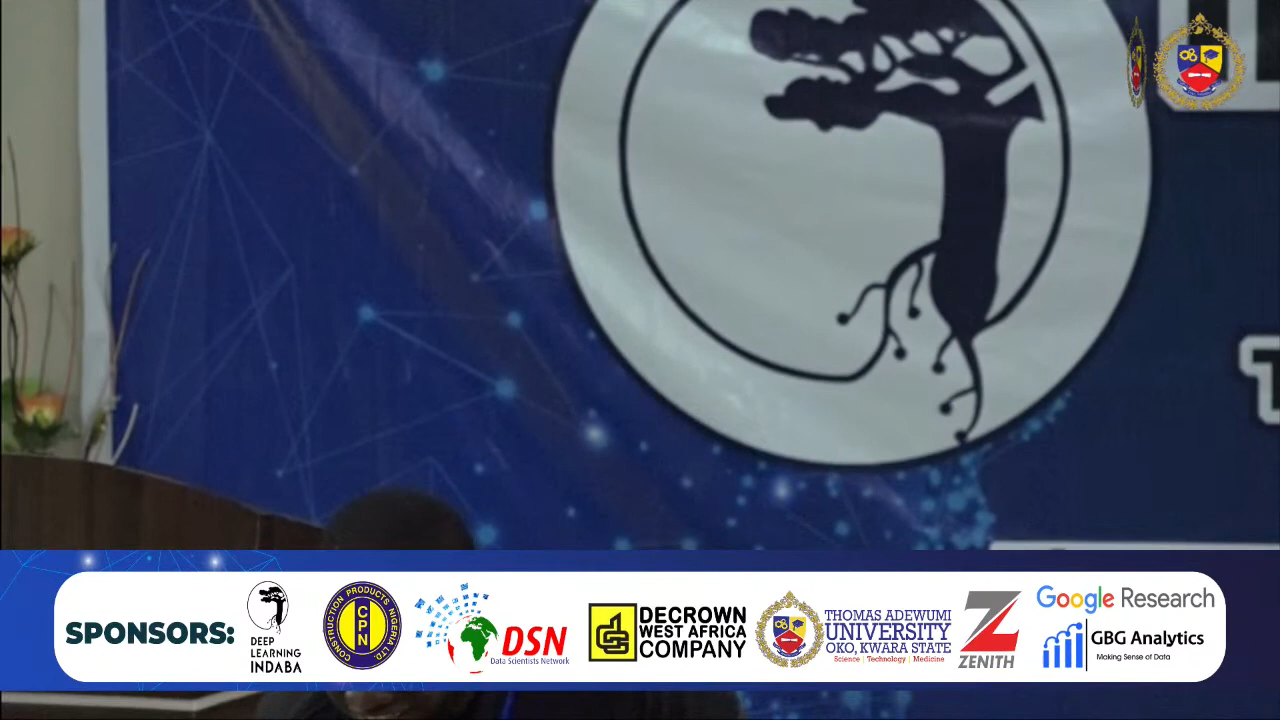 SPONSORS:
DEEP
LEARNING
INDABA
CONSTRUCTION PRODUCTS NIGERIA LTD.
CPN
DSN
Data Scientists Network
DECROWN
WEST AFRICA
COMPANY
THOMAS ADEWUMI
UNIVERSITY
OKO, KWARA STATE
Science | Technology | Medicine
ZENITH
Google Research
GBG Analytics
Making Sense of Data